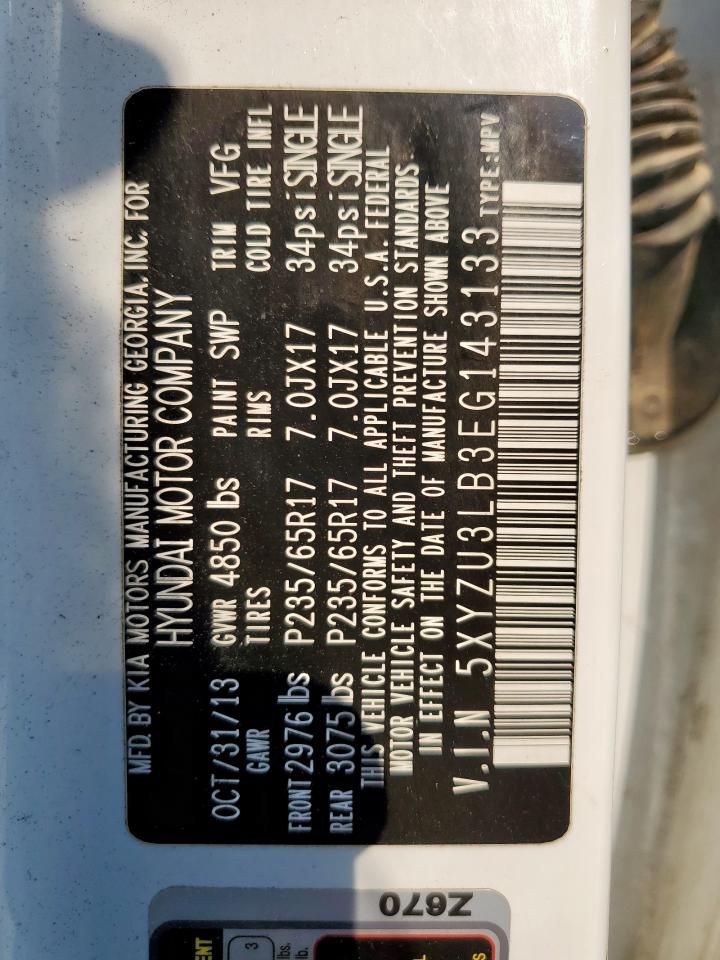 MFD. BY KIA MOTORS MANUFACTURING GEORGIA, INC. FOR
HYUNDAI MOTOR COMPANY
OCT/31/13 GVWR 4850 lbs PAINT SWP TRIM VFG
GAWR TIRES RIMS COLD TIRE INFL
FRONT 2976 lbs P235/65R17 7.0JX17 34psi SINGLE
REAR 3075 lbs P235/65R17 7.0JX17 34psi SINGLE
THIS VEHICLE CONFORMS TO ALL APPLICABLE U.S.A. FEDERAL
MOTOR VEHICLE SAFETY AND THEFT PREVENTION STANDARDS
IN EFFECT ON THE DATE OF MANUFACTURE SHOWN ABOVE
V.I.N 5XYZU3LB3EG143133 TYPE:MPV
Z670
3
lbs.
lb.